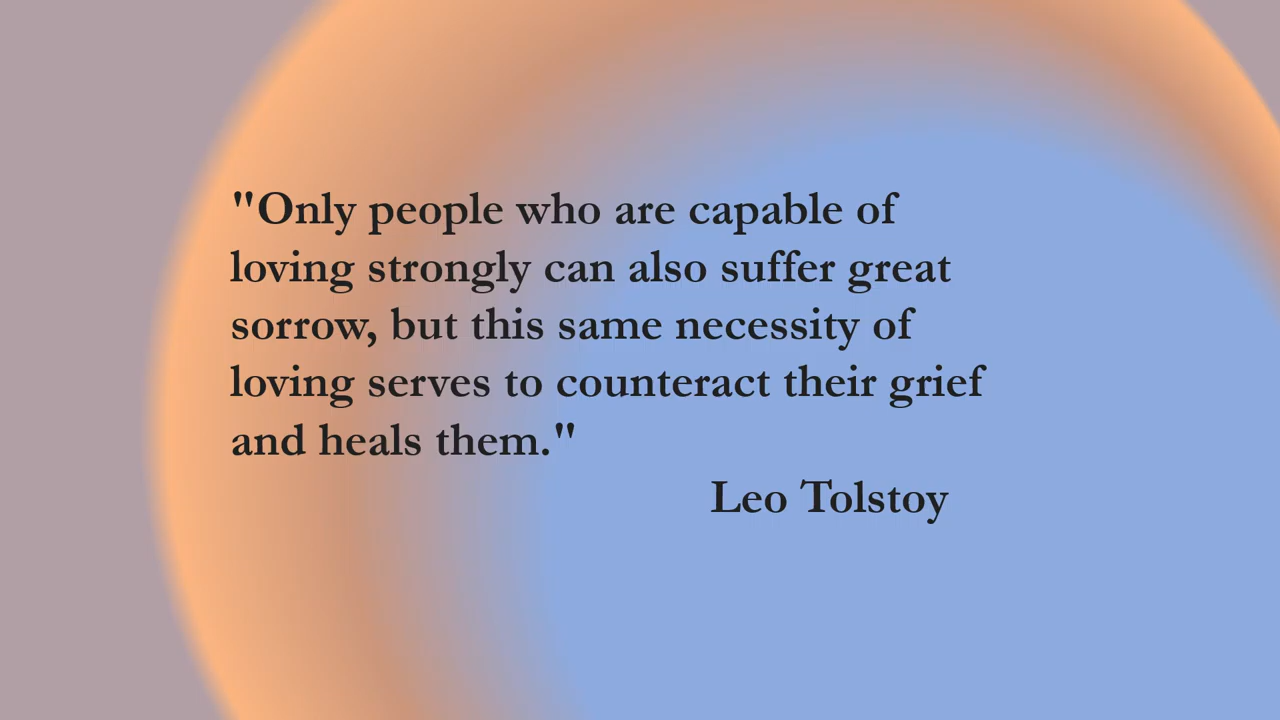 "Only people who are capable of
loving strongly can also suffer great
sorrow, but this same necessity of
loving serves to counteract their grief
and heals them."
Leo Tolstoy